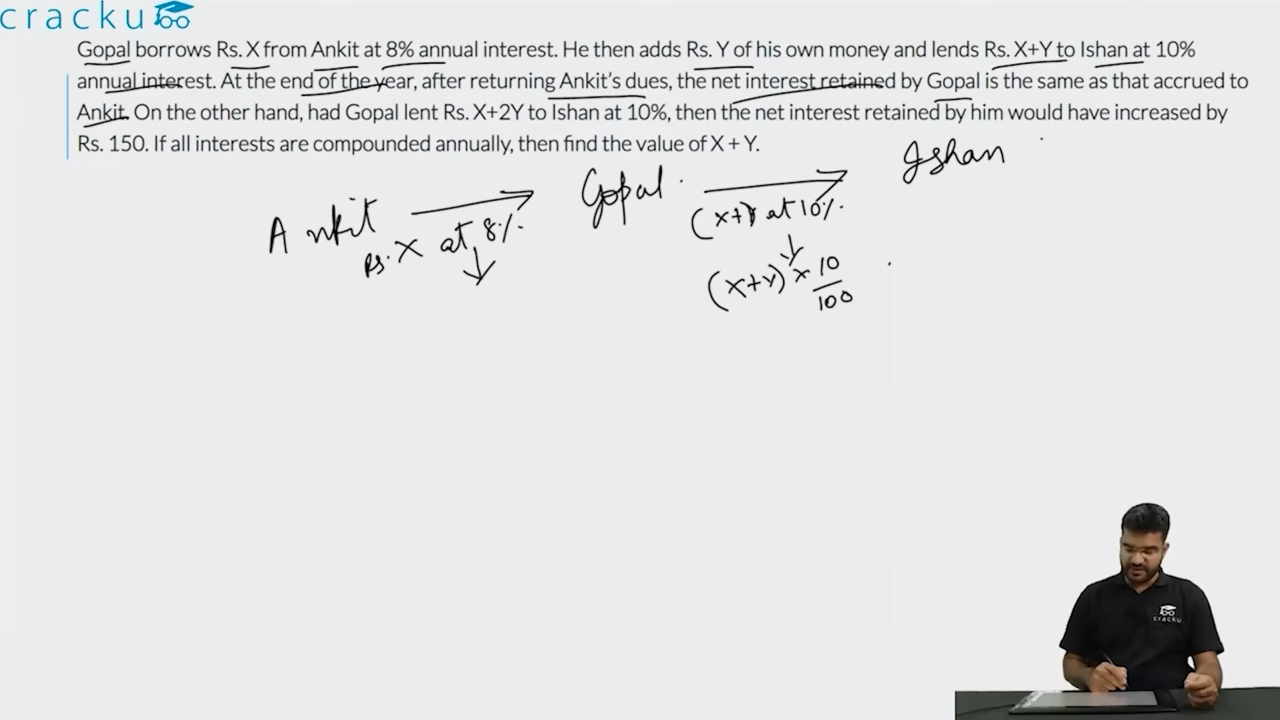 cracku
Gopal borrows Rs. X from Ankit at 8% annual interest. He then adds Rs. Y of his own money and lends Rs. X+Y to Ishan at 10%
annual interest. At the end of the year, after returning Ankit's dues, the net interest retained by Gopal is the same as that accrued to
Ankit. On the other hand, had Gopal lent Rs. X+2Y to Ishan at 10%, then the net interest retained by him would have increased by
Rs. 150. If all interests are compounded annually, then find the value of X + Y.
Ankit → Gopal → Ishan
Rs. X at 8% (X+Y at 10%
↓ ↓
(X+Y) × 10/100
cracku